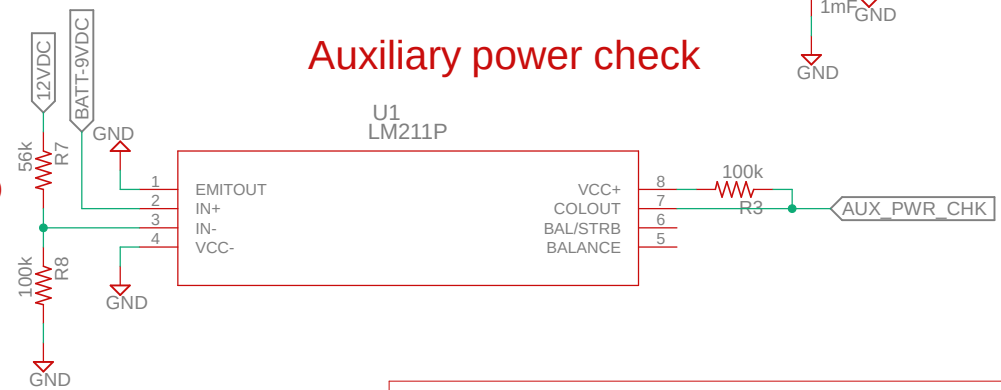 1mF
GND
GND
Auxiliary power check
12VDC
BATT-9VDC
GND
U1
LM211P
56k
R7
1
EMITOUT
2
IN+
3
IN-
4
VCC-
VCC+
8
COLOUT
7
BAL/STRB
6
BALANCE
5
100k
R3
AUX_PWR_CHK
100k
R8
GND
GND